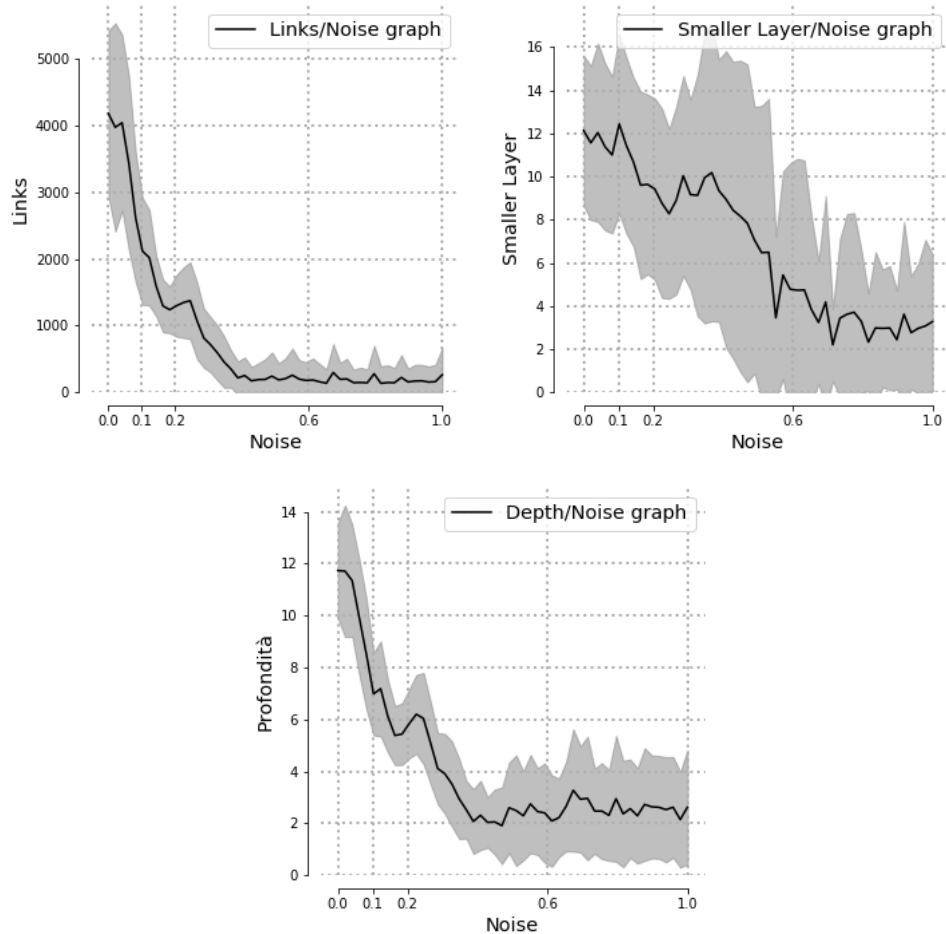 Links/Noise graph
5000
4000
3000
2000
1000
0
Links
0.0 0.1 0.2 0.6 1.0
Noise
Smaller Layer/Noise graph
16
14
12
10
8
6
4
2
0
Smaller Layer
0.0 0.1 0.2 0.6 1.0
Noise
Depth/Noise graph
14
12
10
8
6
4
2
0
Profondità
0.0 0.1 0.2 0.6 1.0
Noise